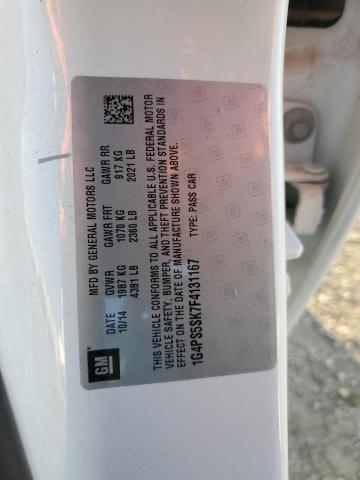 GM
MFD BY GENERAL MOTORS LLC
10/14 GVWR GAWR FRT GAWR RR
1987 KG 1070 KG 917 KG
4381 LB 2360 LB 2021 LB
THIS VEHICLE CONFORMS TO ALL APPLICABLE U.S. FEDERAL MOTOR
VEHICLE SAFETY, BUMPER, AND THEFT PREVENTION STANDARDS IN
EFFECT ON THE DATE OF MANUFACTURE SHOWN ABOVE.
TYPE: PASS CAR
1G4PS5SK7F4131167